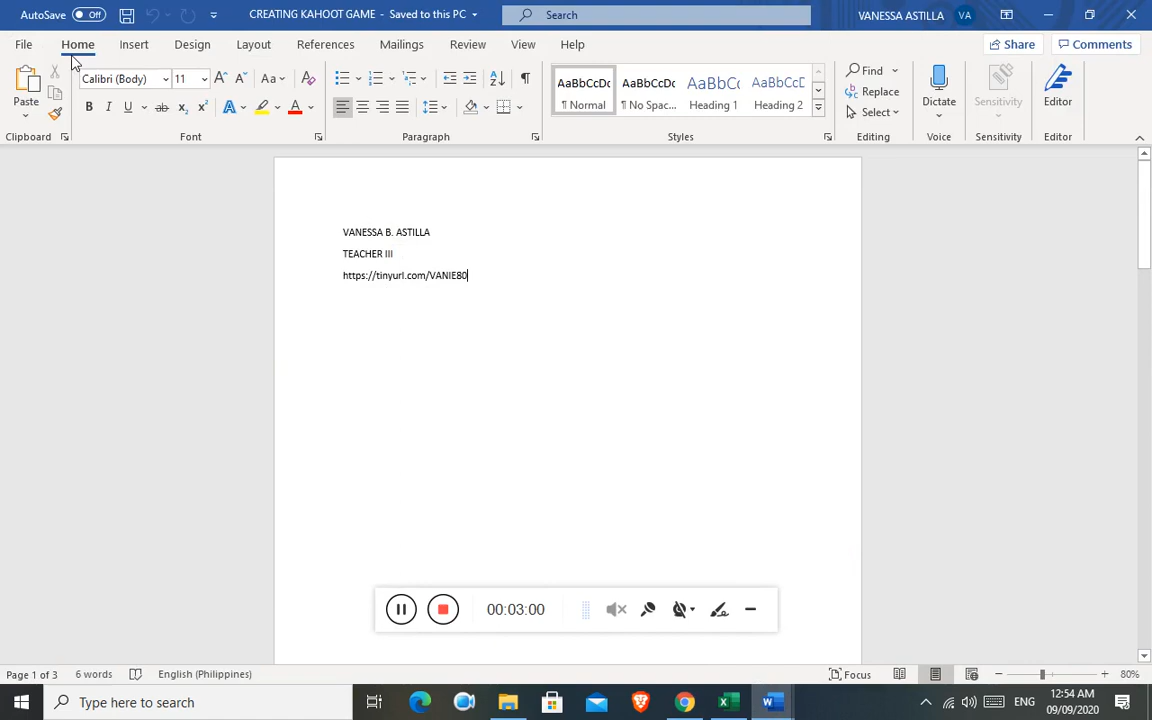 AutoSave Off CREATING KAHOOT GAME - Saved to this PC Search VANESSA ASTILLA VA
File Home Insert Design Layout References Mailings Review View Help Share Comments
Paste Calibri (Body) 11 Aa AaBbCcDc AaBbCcDc AaBbCc AaBbCcD Find Replace Select Dictate Sensitivity Editor
B I U ab x2 x2 A A ¶ Normal ¶ No Spac... Heading 1 Heading 2
Clipboard Font Paragraph Styles Editing Voice Sensitivity Editor
VANESSA B. ASTILLA
TEACHER III
https://tinyurl.com/VANIE80
00:03:00
Page 1 of 3 6 words English (Philippines) Focus 80%
Type here to search ENG 12:54 AM
09/09/2020